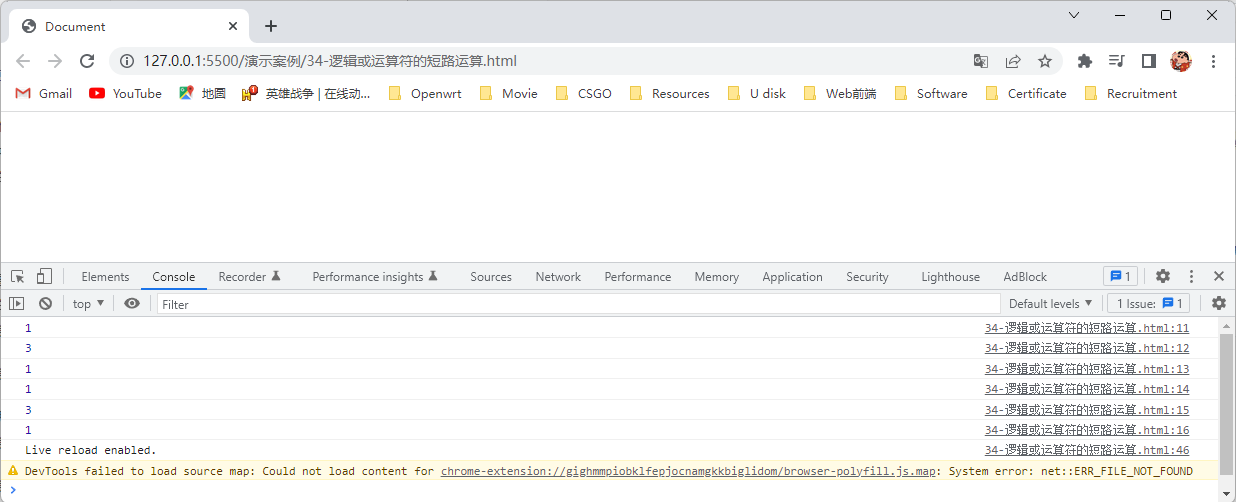 Document
127.0.0.1:5500/演示案例/34-逻辑或运算符的短路运算.html
Gmail YouTube 地图 英雄战争 | 在线动... Openwrt Movie CSGO Resources U disk Web前端 Software Certificate Recruitment
Elements Console Recorder Performance insights Sources Network Performance Memory Application Security Lighthouse AdBlock 1
top Filter Default levels 1 Issue: 1
1 34-逻辑或运算符的短路运算.html:11
3 34-逻辑或运算符的短路运算.html:12
1 34-逻辑或运算符的短路运算.html:13
1 34-逻辑或运算符的短路运算.html:14
3 34-逻辑或运算符的短路运算.html:15
1 34-逻辑或运算符的短路运算.html:16
Live reload enabled. 34-逻辑或运算符的短路运算.html:46
DevTools failed to load source map: Could not load content for chrome-extension://gighmmpiobklfepjocnamgkkbiglidom/browser-polyfill.js.map: System error: net::ERR_FILE_NOT_FOUND